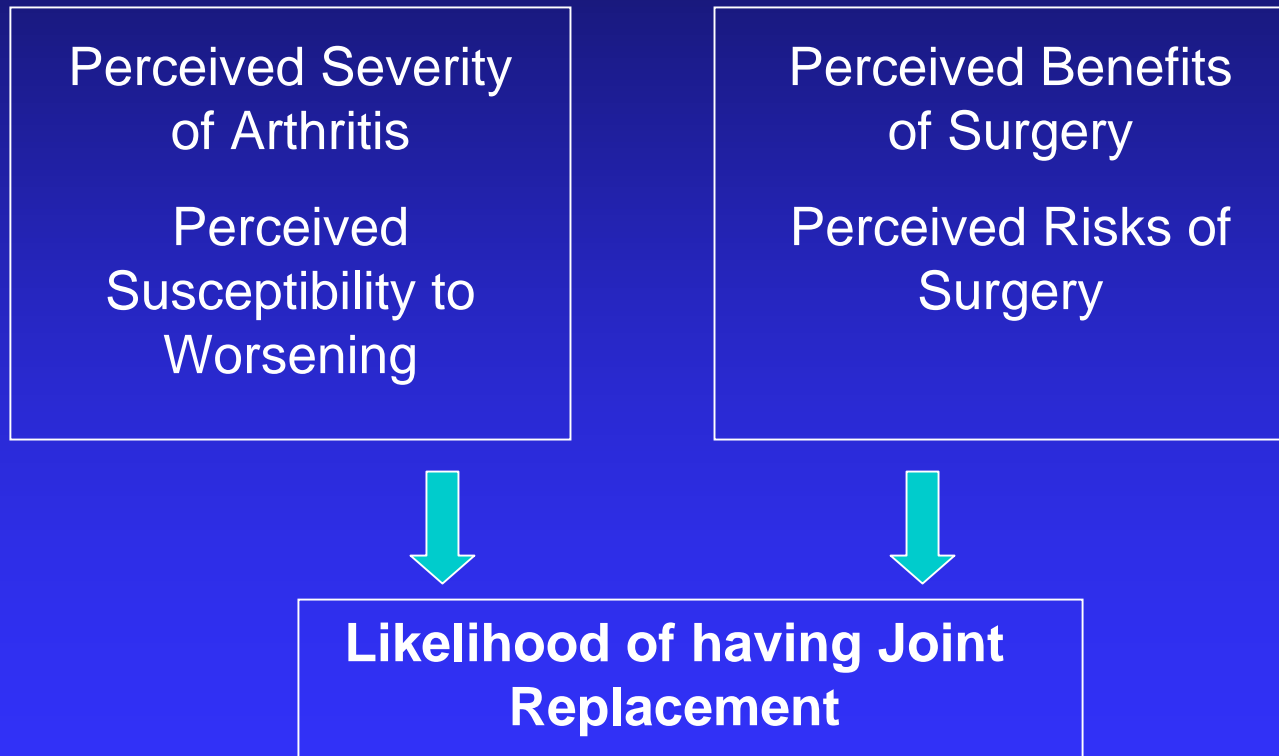 Perceived Severity
of Arthritis
Perceived
Susceptibility to
Worsening
Perceived Benefits
of Surgery
Perceived Risks of
Surgery
Likelihood of having Joint
Replacement